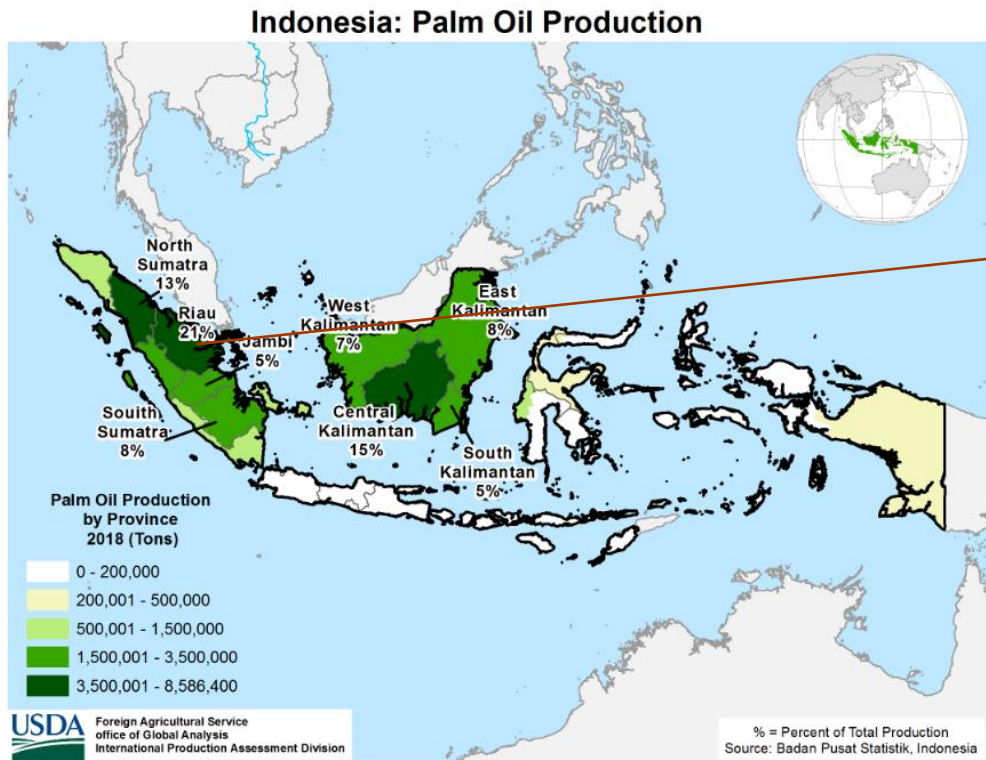 Indonesia: Palm Oil Production
North
Sumatra
13%
Riau
21%
Jambi
5%
West
Kalimantan
7%
East
Kalimantan
8%
Souith
Sumatra
8%
Central
Kalimantan
15%
South
Kalimantan
5%
Palm Oil Production
by Province
2018 (Tons)
0 - 200,000
200,001 - 500,000
500,001 - 1,500,000
1,500,001 - 3,500,000
3,500,001 - 8,586,400
USDA
Foreign Agricultural Service
office of Global Analysis
International Production Assessment Division
% = Percent of Total Production
Source: Badan Pusat Statistik, Indonesia